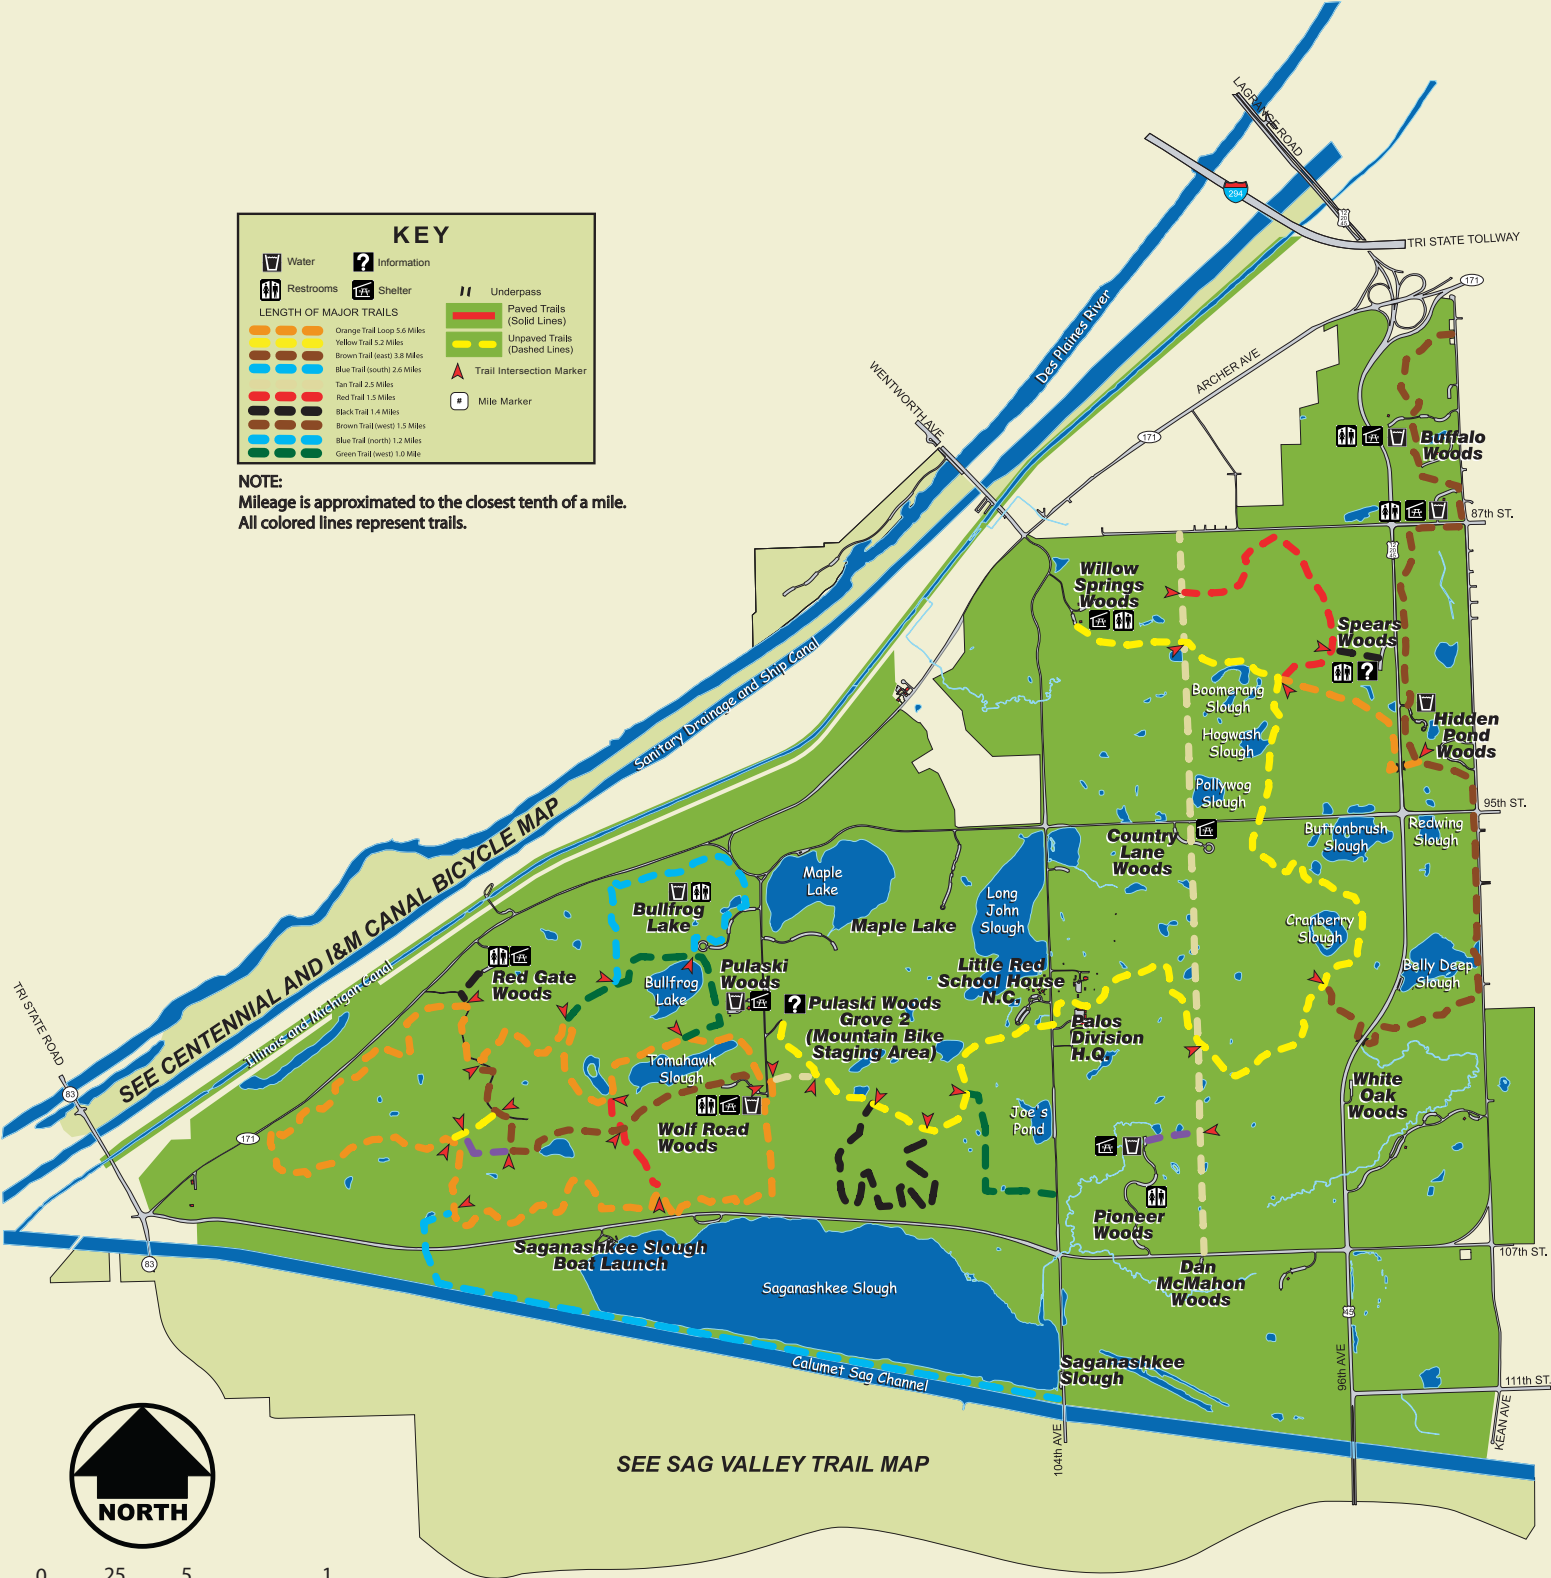 LAGRANGE ROAD
294
12
20
45
TRI STATE TOLLWAY
171
KEY
Water
Information
Restrooms
Shelter
LENGTH OF MAJOR TRAILS
Orange Trail Loop 5.6 Miles
Yellow Trail 5.2 Miles
Brown Trail (east) 3.8 Miles
Blue Trail (south) 2.6 Miles
Tan Trail 2.5 Miles
Red Trail 1.5 Miles
Black Trail 1.4 Miles
Brown Trail (west) 1.5 Miles
Blue Trail (north) 1.2 Miles
Green Trail (west) 1.0 Mile
Underpass
Paved Trails
(Solid Lines)
Unpaved Trails
(Dashed Lines)
Trail Intersection Marker
#
Mile Marker
NOTE:
Mileage is approximated to the closest tenth of a mile.
All colored lines represent trails.
Des Plaines River
WENTWORTH AVE
ARCHER AVE
171
Buffalo
Woods
87th ST.
12
20
45
Willow
Springs
Woods
Spears
Woods
?
Boomerang
Slough
Hogwash
Slough
Hidden
Pond
Woods
Sanitary Drainage and Ship Canal
Pollywog
Slough
95th ST.
Country
Lane
Woods
Buttonbrush
Slough
Redwing
Slough
SEE CENTENNIAL AND I&M CANAL BICYCLE MAP
Maple
Lake
Maple Lake
Long
John
Slough
Bullfrog
Lake
Cranberry
Slough
Belly Deep
Slough
Illinois and Michigan Canal
Red Gate
Woods
Bullfrog
Lake
Pulaski
Woods
Little Red
School House
N.C.
?
Pulaski Woods
Grove 2
(Mountain Bike
Staging Area)
Palos
Division
H.Q.
TRI STATE ROAD
83
Tomahawk
Slough
White
Oak
Woods
Joe's
Pond
171
Wolf Road
Woods
Pioneer
Woods
83
Saganashkee Slough
Boat Launch
Saganashkee Slough
Dan
McMahon
Woods
107th ST.
45
Calumet Sag Channel
Saganashkee
Slough
96th AVE
111th ST.
KEAN AVE
104th AVE
SEE SAG VALLEY TRAIL MAP
NORTH
0
25
5
1